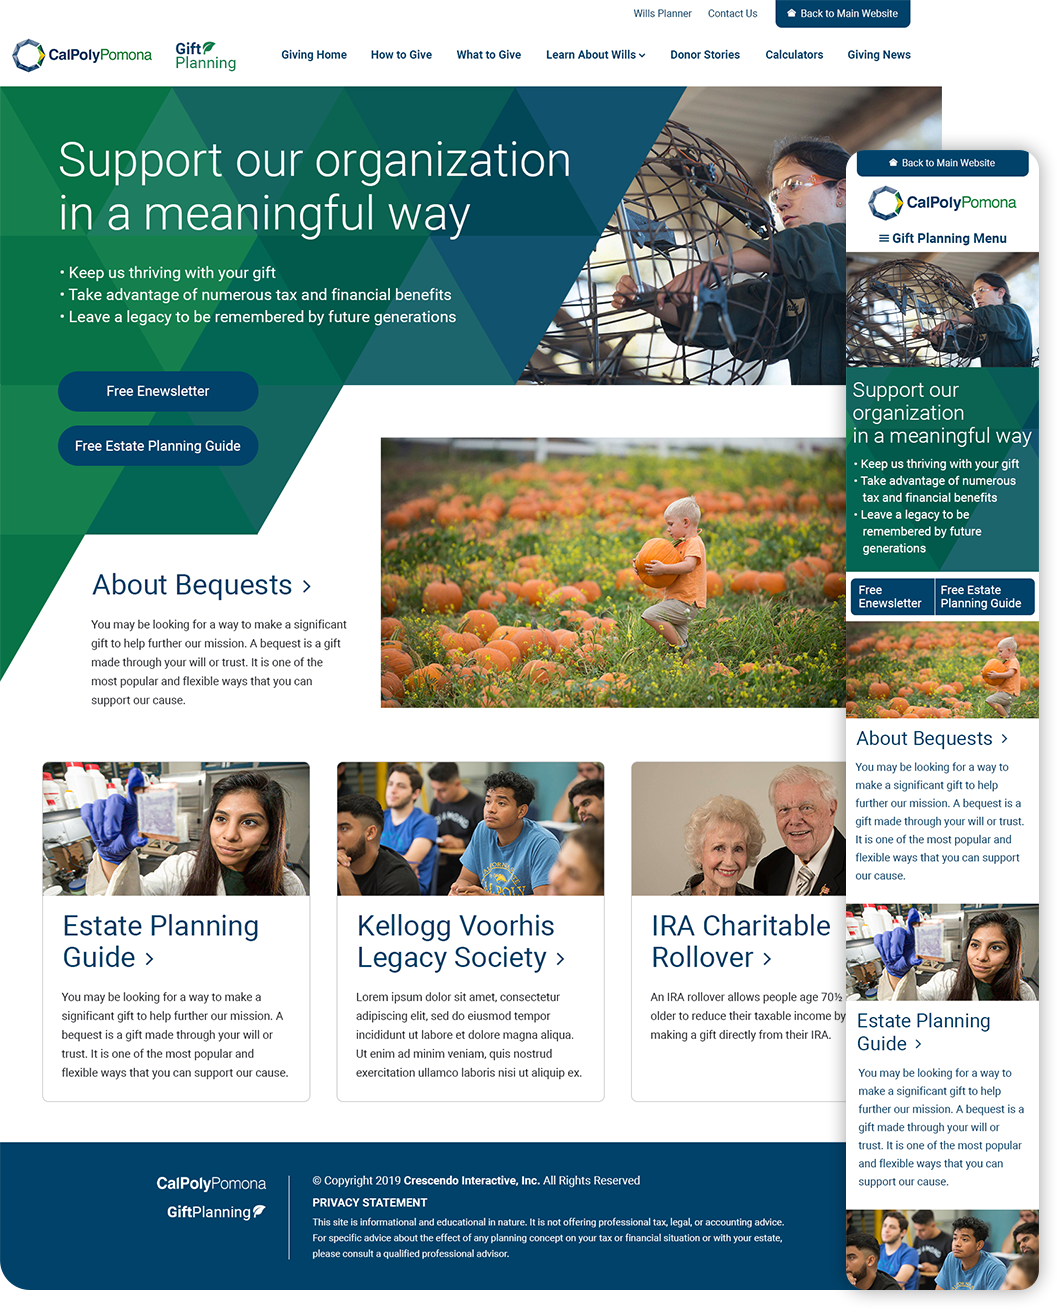 Wills Planner
Contact Us
Back to Main Website
CalPolyPomona
Gift
Planning
Giving Home
How to Give
What to Give
Learn About Wills
Donor Stories
Calculators
Giving News
Support our organization
in a meaningful way
• Keep us thriving with your gift
• Take advantage of numerous tax and financial benefits
• Leave a legacy to be remembered by future generations
Free Enewsletter
Free Estate Planning Guide
About Bequests >
You may be looking for a way to make a significant
gift to help further our mission. A bequest is a gift
made through your will or trust. It is one of the
most popular and flexible ways that you can
support our cause.
Estate Planning
Guide >
You may be looking for a way to make a
significant gift to help further our mission. A
bequest is a gift made through your will or
trust. It is one of the most popular and
flexible ways that you can support our cause.
Kellogg Voorhis
Legacy Society >
Lorem ipsum dolor sit amet, consectetur
adipiscing elit, sed do eiusmod tempor
incididunt ut labore et dolore magna aliqua.
Ut enim ad minim veniam, quis nostrud
exercitation ullamco laboris nisi ut aliquip ex.
IRA Charitable
Rollover >
An IRA rollover allows people age 70½
older to reduce their taxable income by
making a gift directly from their IRA.
CalPolyPomona
GiftPlanning
© Copyright 2019 Crescendo Interactive, Inc. All Rights Reserved
PRIVACY STATEMENT
This site is informational and educational in nature. It is not offering professional tax, legal, or accounting advice.
For specific advice about the effect of any planning concept on your tax or financial situation or with your estate,
please consult a qualified professional advisor.
Back to Main Website
CalPolyPomona
Gift Planning Menu
Support our
organization
in a meaningful way
• Keep us thriving with your gift
• Take advantage of numerous
tax and financial benefits
• Leave a legacy to be
remembered by future
generations
Free
Enewsletter
Free Estate
Planning Guide
About Bequests >
You may be looking for a way to
make a significant gift to help
further our mission. A bequest is a
gift made through your will or trust.
It is one of the most popular and
flexible ways that you can support
our cause.
Estate Planning
Guide >
You may be looking for a way to
make a significant gift to help
further our mission. A bequest is a
gift made through your will or
trust. It is one of the most popular
and flexible ways that you can
support our cause.